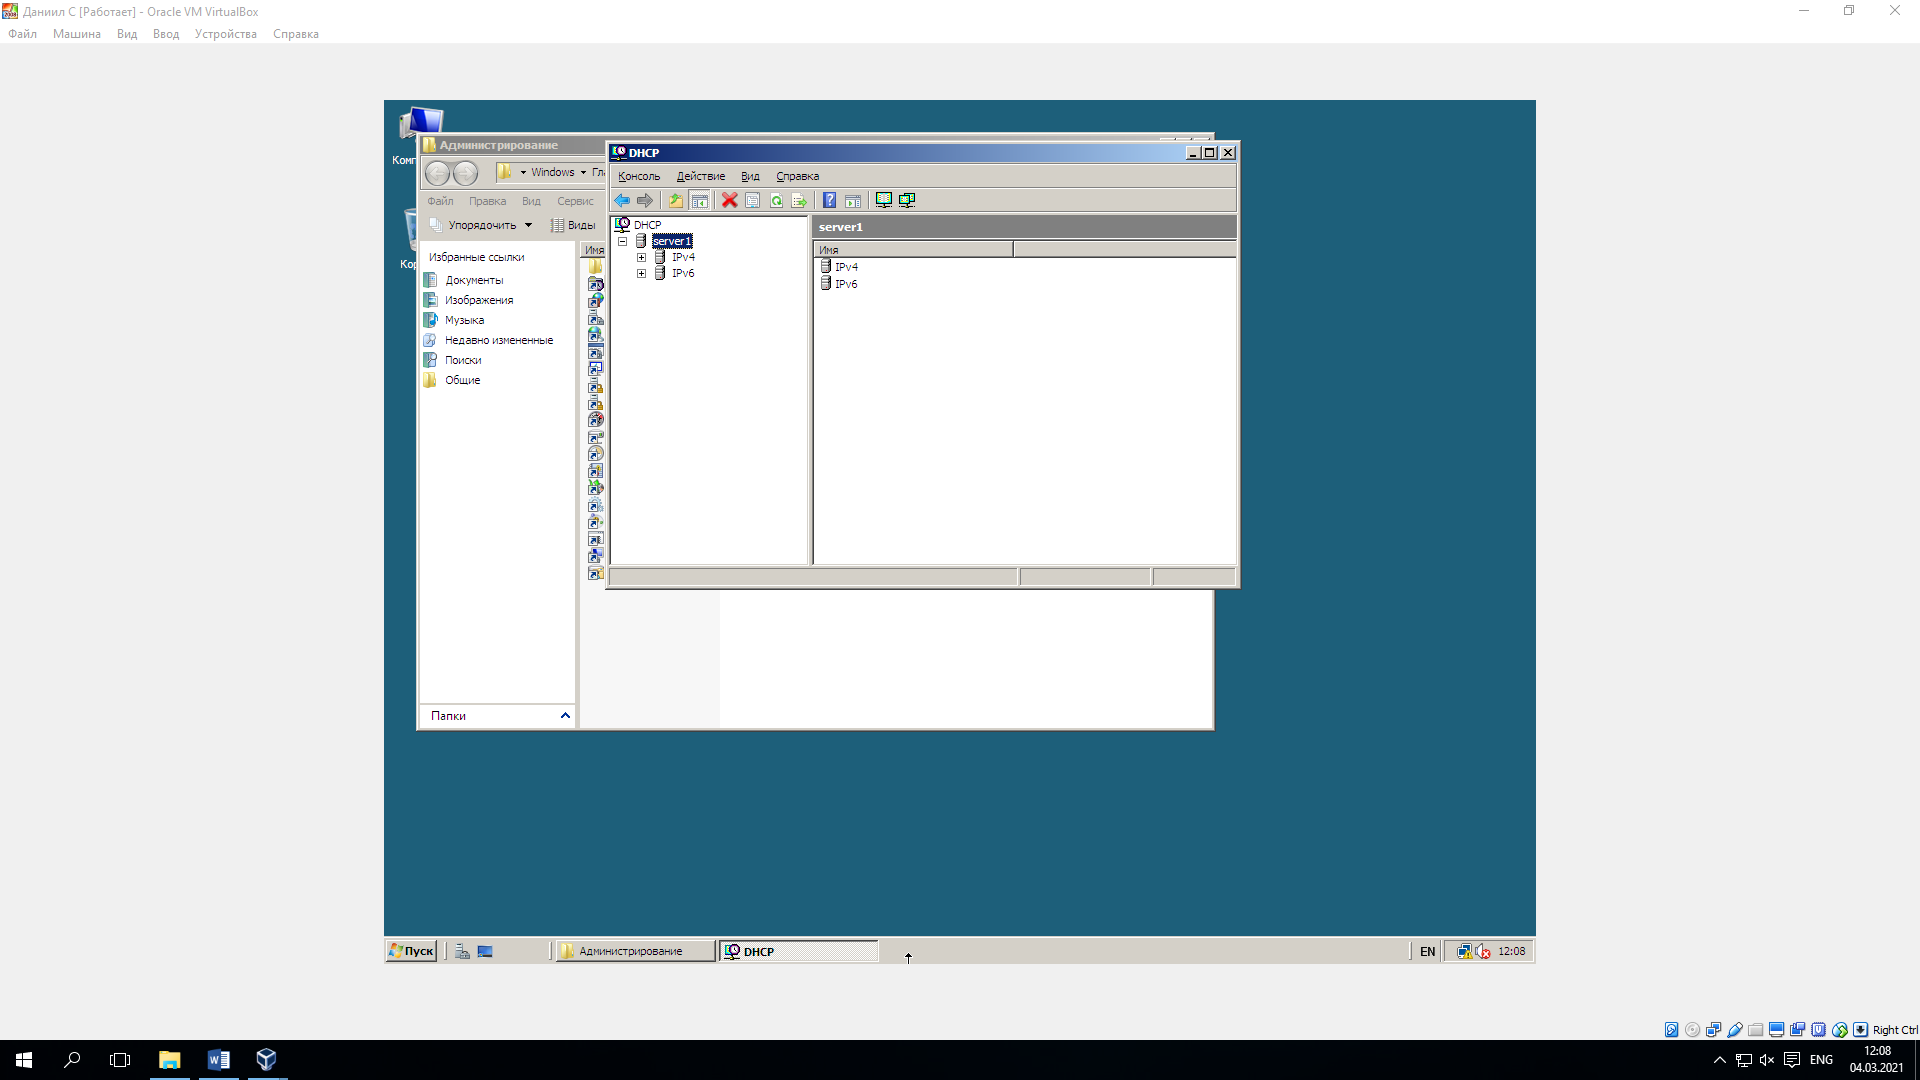 Даниил С [Работает] - Oracle VM VirtualBox
Файл Машина Вид Ввод Устройства Справка
Администрирование
Windows
Файл Правка Вид Сервис
Упорядочить Виды
Избранные ссылки
Документы
Изображения
Музыка
Недавно измененные
Поиски
Общие
Папки
Имя
DHCP
Консоль Действие Вид Справка
DHCP
server1
IPv4
IPv6
server1
Имя
IPv4
IPv6
Пуск
Администрирование
DHCP
EN
12:08
Right Ctrl
ENG
12:08
04.03.2021